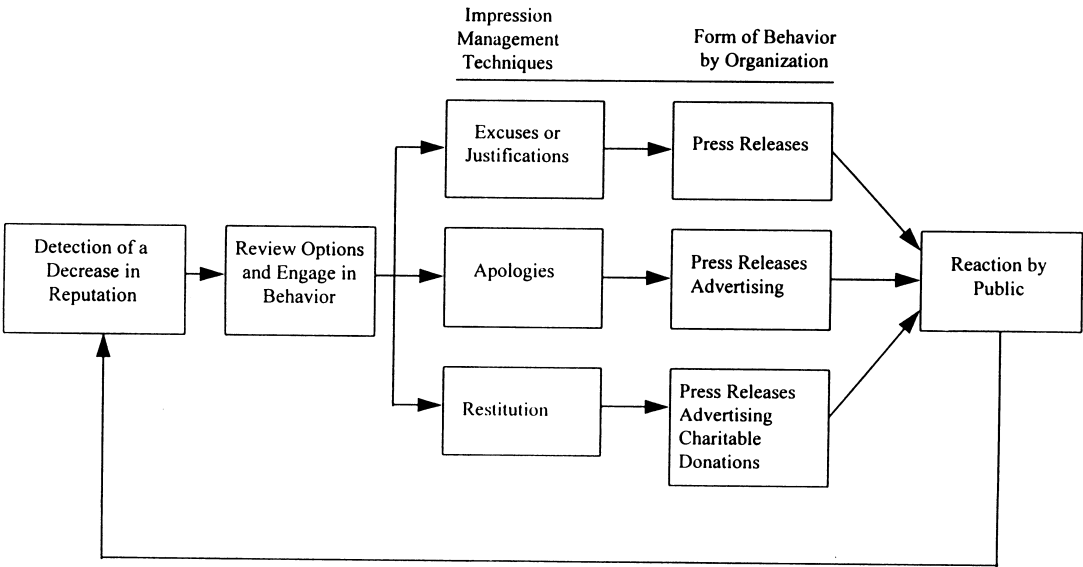 Impression
Management
Techniques
Form of Behavior
by Organization
Excuses or
Justifications
Press Releases
Detection of a
Decrease in
Reputation
Review Options
and Engage in
Behavior
Apologies
Press Releases
Advertising
Reaction by
Public
Restitution
Press Releases
Advertising
Charitable
Donations